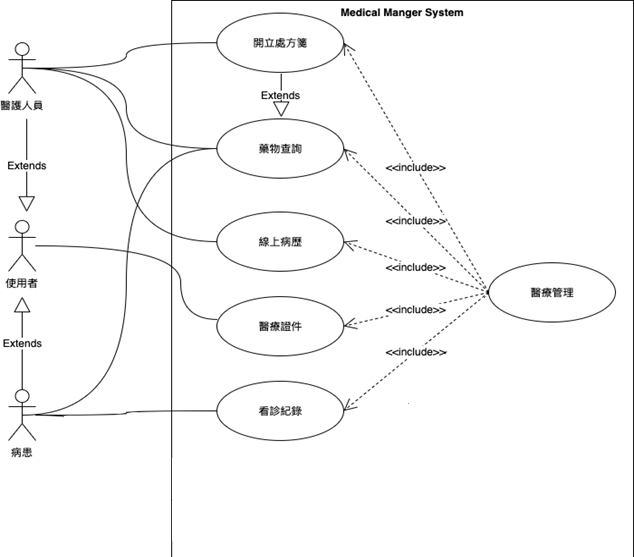 Medical Manger System
開立處方箋
醫護人員
Extends
藥物查詢
<<include>>
Extends
<<include>>
線上病歷
<<include>>
使用者
醫療管理
<<include>>
醫療證件
Extends
<<include>>
看診紀錄
病患